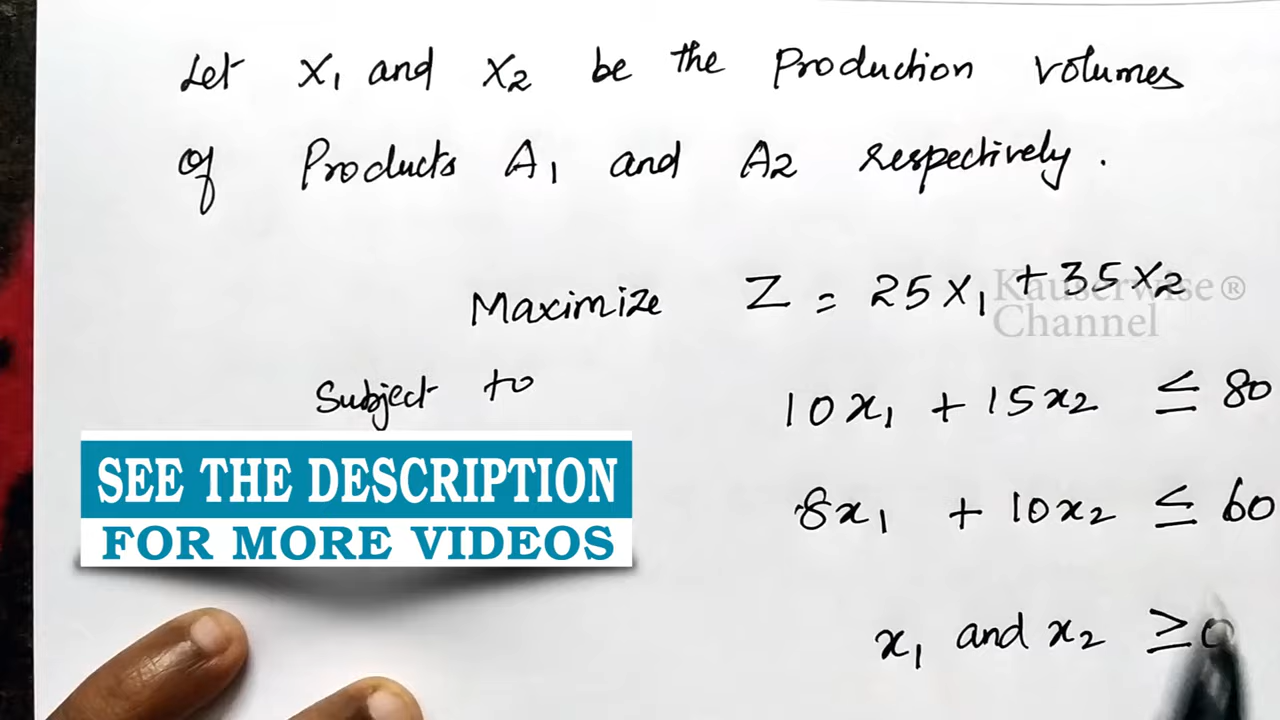 Let X₁ and X₂ be the Production volumes
of Products A₁ and A₂ respectively.
Maximize Z = 25X₁ + 35X₂
Kauserwise®
Channel
Subject to 10x₁ + 15x₂ ≤ 80
SEE THE DESCRIPTION
FOR MORE VIDEOS
8x₁ + 10x₂ ≤ 60
x₁ and x₂ ≥ 0